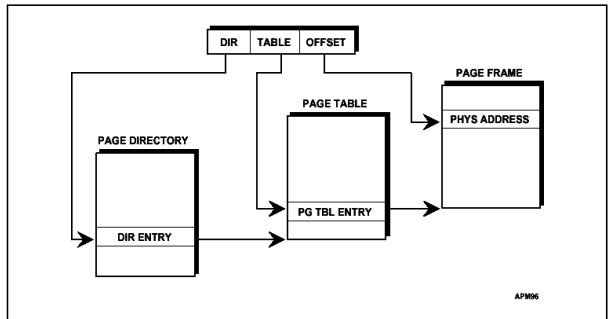 DIR TABLE OFFSET
PAGE FRAME
PAGE TABLE
PHYS ADDRESS
PAGE DIRECTORY
PG TBL ENTRY
DIR ENTRY
APM96